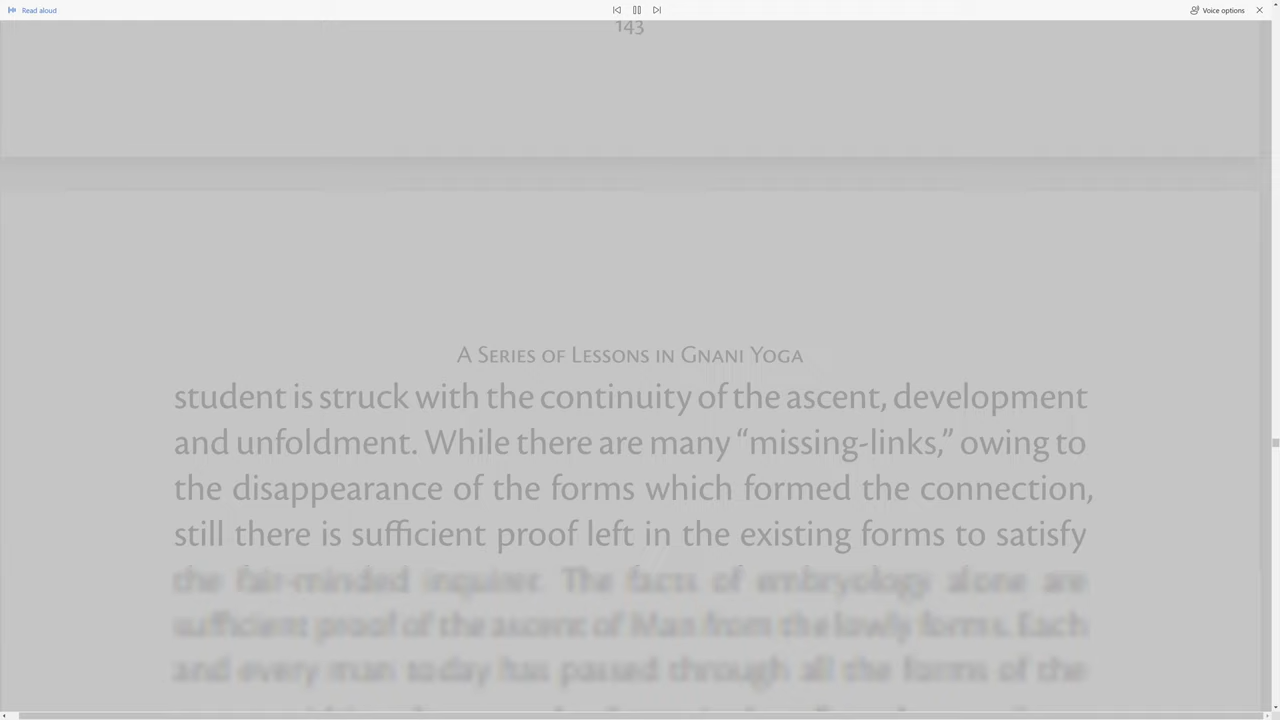 Read aloud
Voice options
143
A Series of Lessons in Gnani Yoga
student is struck with the continuity of the ascent, development
and unfoldment. While there are many “missing-links,” owing to
the disappearance of the forms which formed the connection,
still there is sufficient proof left in the existing forms to satisfy
the fair-minded inquirer. The facts of embryology alone are
sufficient proof of the ascent of Man from the lowly forms. Each
and every man today has passed through all the forms of the